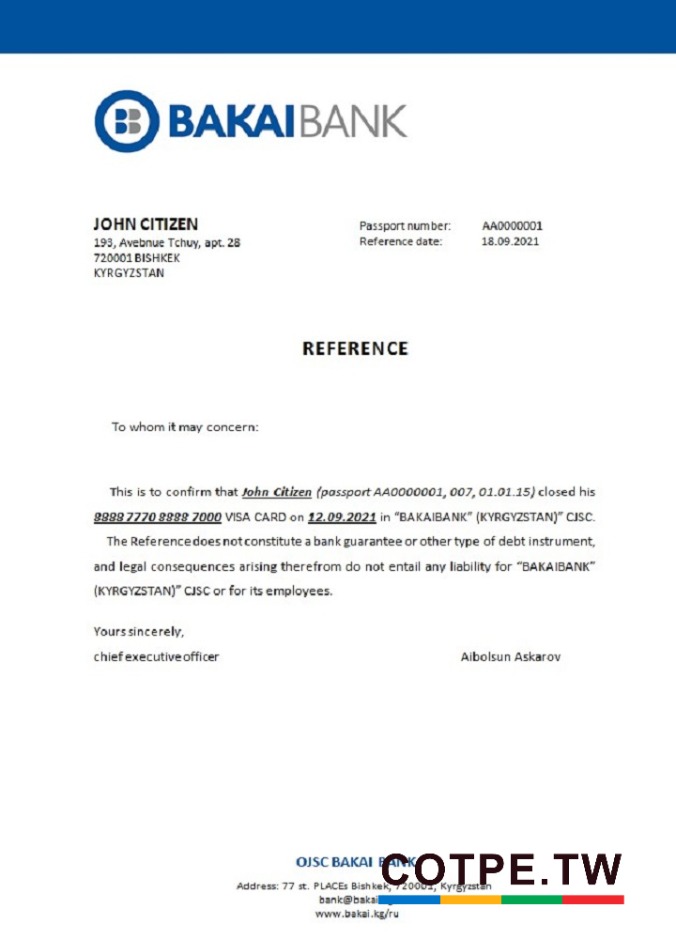 BAKAI BANK
JOHN CITIZEN
193, Avebnue Tchuy, apt. 28
720001 BISHKEK
KYRGYZSTAN
Passport number: AA0000001
Reference date: 18.09.2021
REFERENCE
To whom it may concern:
This is to confirm that John Citizen (passport AA0000001, 007, 01.01.15) closed his
8888 7770 8888 7000 VISA CARD on 12.09.2021 in “BAKAIBANK” (KYRGYZSTAN)” CJSC.
The Reference does not constitute a bank guarantee or other type of debt instrument,
and legal consequences arising therefrom do not entail any liability for “BAKAIBANK”
(KYRGYZSTAN)” CJSC or for its employees.
Yours sincerely,
chief executive officer Aibolsun Askarov
OJSC BAKAI BANK
COTPE.TW
Address: 77 st. PLACEs Bishkek, 720001, Kyrgyzstan
www.bakai.kg/ru